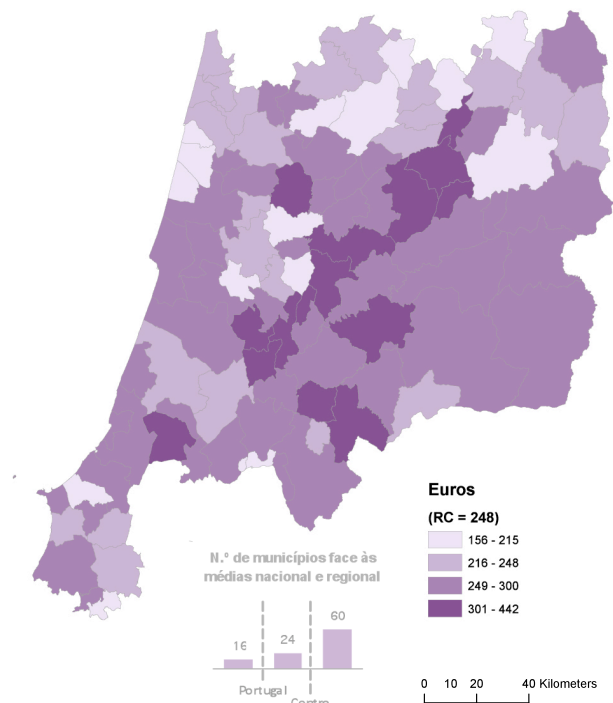 Euros
(RC = 248)
156 - 215
216 - 248
249 - 300
301 - 442
N.º de municípios face às
médias nacional e regional
16
24
60
Portugal
Centro
0 10 20 40 Kilometers